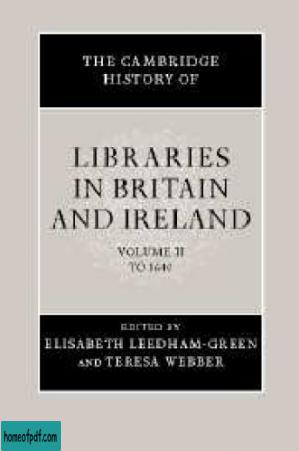 THE CAMBRIDGE
HISTORY OF
LIBRARIES
IN BRITAIN
AND IRELAND
VOLUME II
TO 1640
EDITED BY
ELISABETH LEEDHAM-GREEN
AND TERESA WEBBER
homeofpdf.com